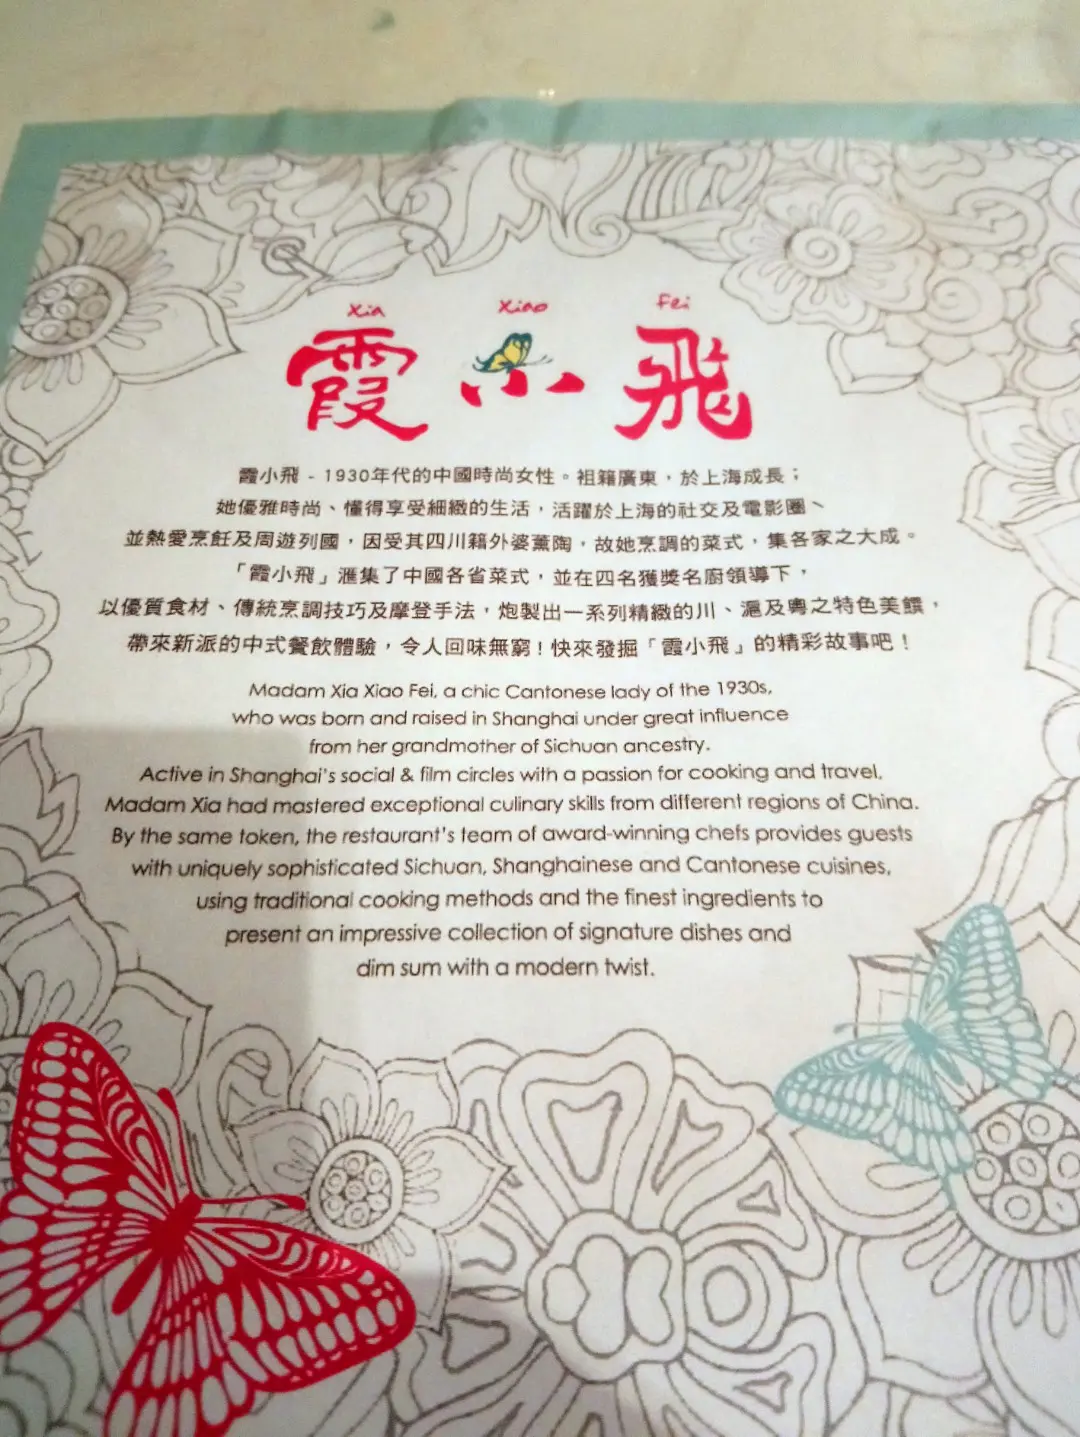 Xia Xiao Fei
霞小飛
霞小飛 - 1930年代的中國時尚女性。祖籍廣東，於上海成長；
她優雅時尚、懂得享受細緻的生活，活躍於上海的社交及電影圈、
並熱愛烹飪及周遊列國，因受其四川籍外婆薰陶，故她烹調的菜式，集各家之大成。
「霞小飛」滙集了中國各省菜式，並在四名獲獎名廚領導下，
以優質食材、傳統烹調技巧及摩登手法，炮製出一系列精緻的川、滬及粵之特色美饌，
帶來新派的中式餐飲體驗，令人回味無窮！快來發掘「霞小飛」的精彩故事吧！
Madam Xia Xiao Fei, a chic Cantonese lady of the 1930s,
who was born and raised in Shanghai under great influence
from her grandmother of Sichuan ancestry.
Active in Shanghai's social & film circles with a passion for cooking and travel,
Madam Xia had mastered exceptional culinary skills from different regions of China.
By the same token, the restaurant's team of award-winning chefs provides guests
with uniquely sophisticated Sichuan, Shanghainese and Cantonese cuisines,
using traditional cooking methods and the finest ingredients to
present an impressive collection of signature dishes and
dim sum with a modern twist.